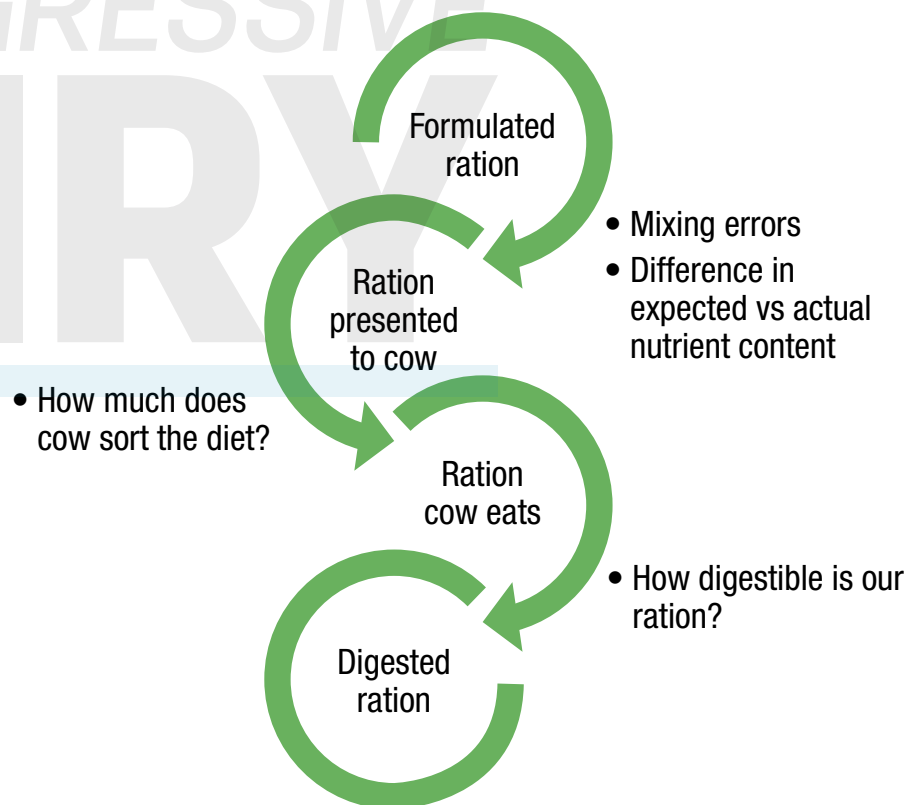 GRESSIVE
IRY
Formulated
ration
• Mixing errors
• Difference in
expected vs actual
nutrient content
Ration
presented
to cow
• How much does
cow sort the diet?
Ration
cow eats
• How digestible is our
ration?
Digested
ration